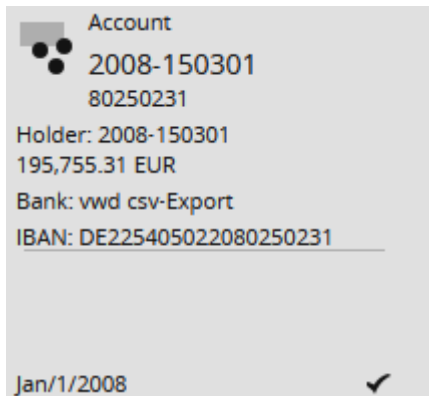 Account
2008-150301
80250231
Holder: 2008-150301
195,755.31 EUR
Bank: vwd csv-Export
IBAN: DE225405022080250231
Jan/1/2008